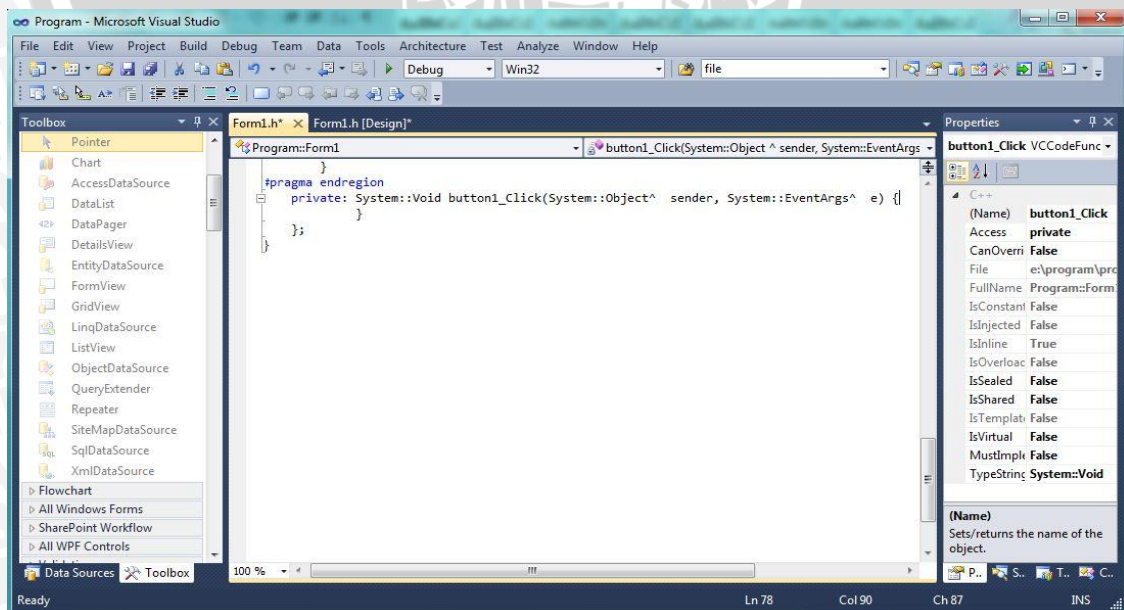 Program - Microsoft Visual Studio
File Edit View Project Build Debug Team Data Tools Architecture Test Analyze Window Help
Debug Win32 file
Toolbox
Pointer
Chart
AccessDataSource
DataList
DataPager
DetailsView
EntityDataSource
FormView
GridView
LinqDataSource
ListView
ObjectDataSource
QueryExtender
Repeater
SiteMapDataSource
SqlDataSource
XmlDataSource
Flowchart
All Windows Forms
SharePoint Workflow
All WPF Controls
Data Sources Toolbox
Form1.h* Form1.h [Design]*
Program::Form1 button1_Click(System::Object ^ sender, System::EventArgs
}
#pragma endregion
private: System::Void button1_Click(System::Object^ sender, System::EventArgs^ e) {
}
};
}
100 %
Properties
button1_Click VCCodeFunc
C++
(Name) button1_Click
Access private
CanOverri False
File e:\program\pro
FullName Program::Form
IsConstant False
IsInjected False
IsInline True
IsOverloac False
IsSealed False
IsShared False
IsTemplat False
IsVirtual False
MustImple False
TypeString System::Void
(Name)
Sets/returns the name of the
object.
P.. S.. T.. C..
Ready Ln 78 Col 90 Ch 87 INS